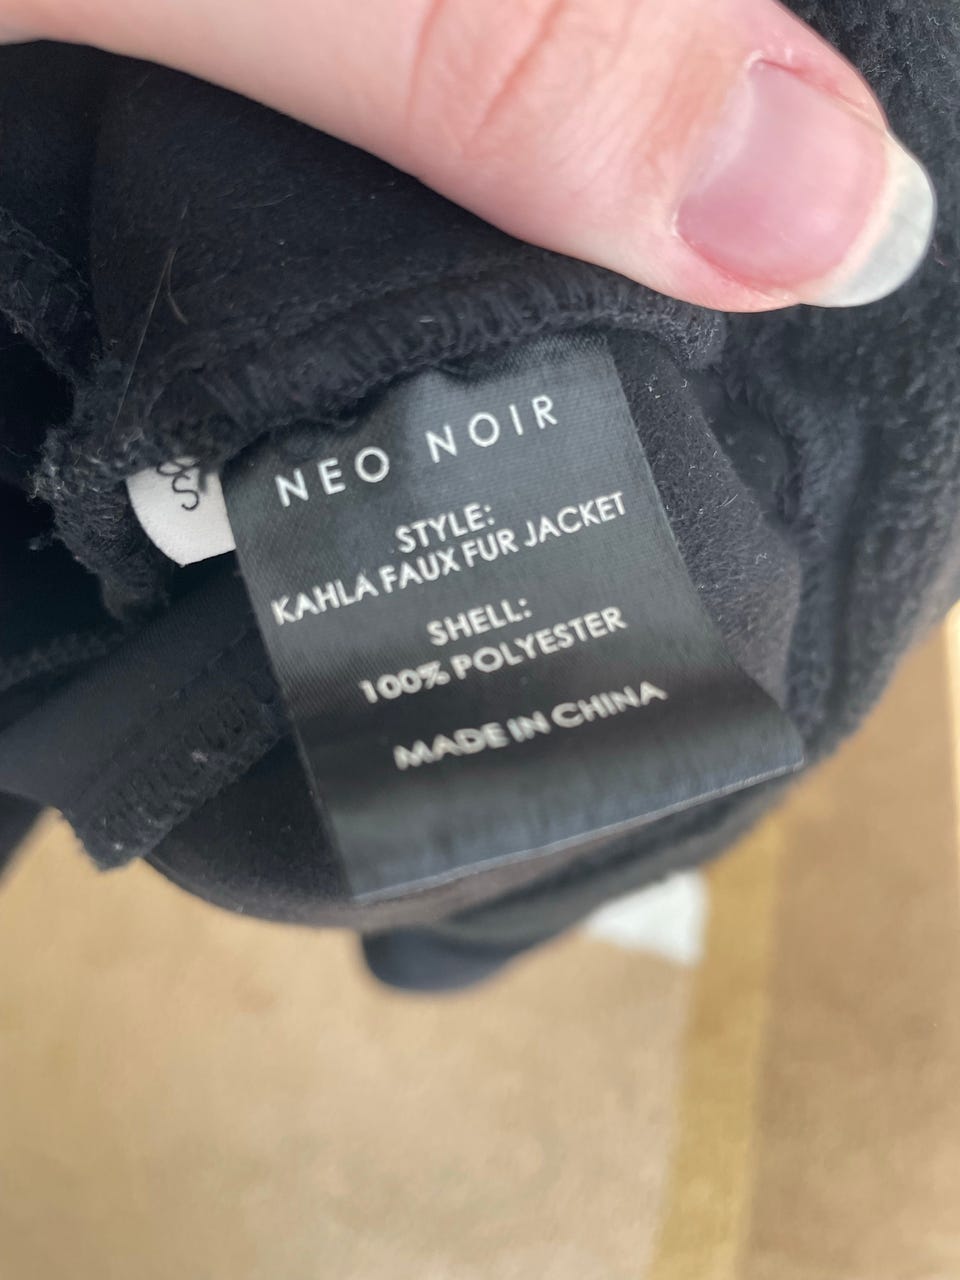 NEO NOIR
STYLE:
KAHLA FAUX FUR JACKET
SHELL:
100% POLYESTER
MADE IN CHINA